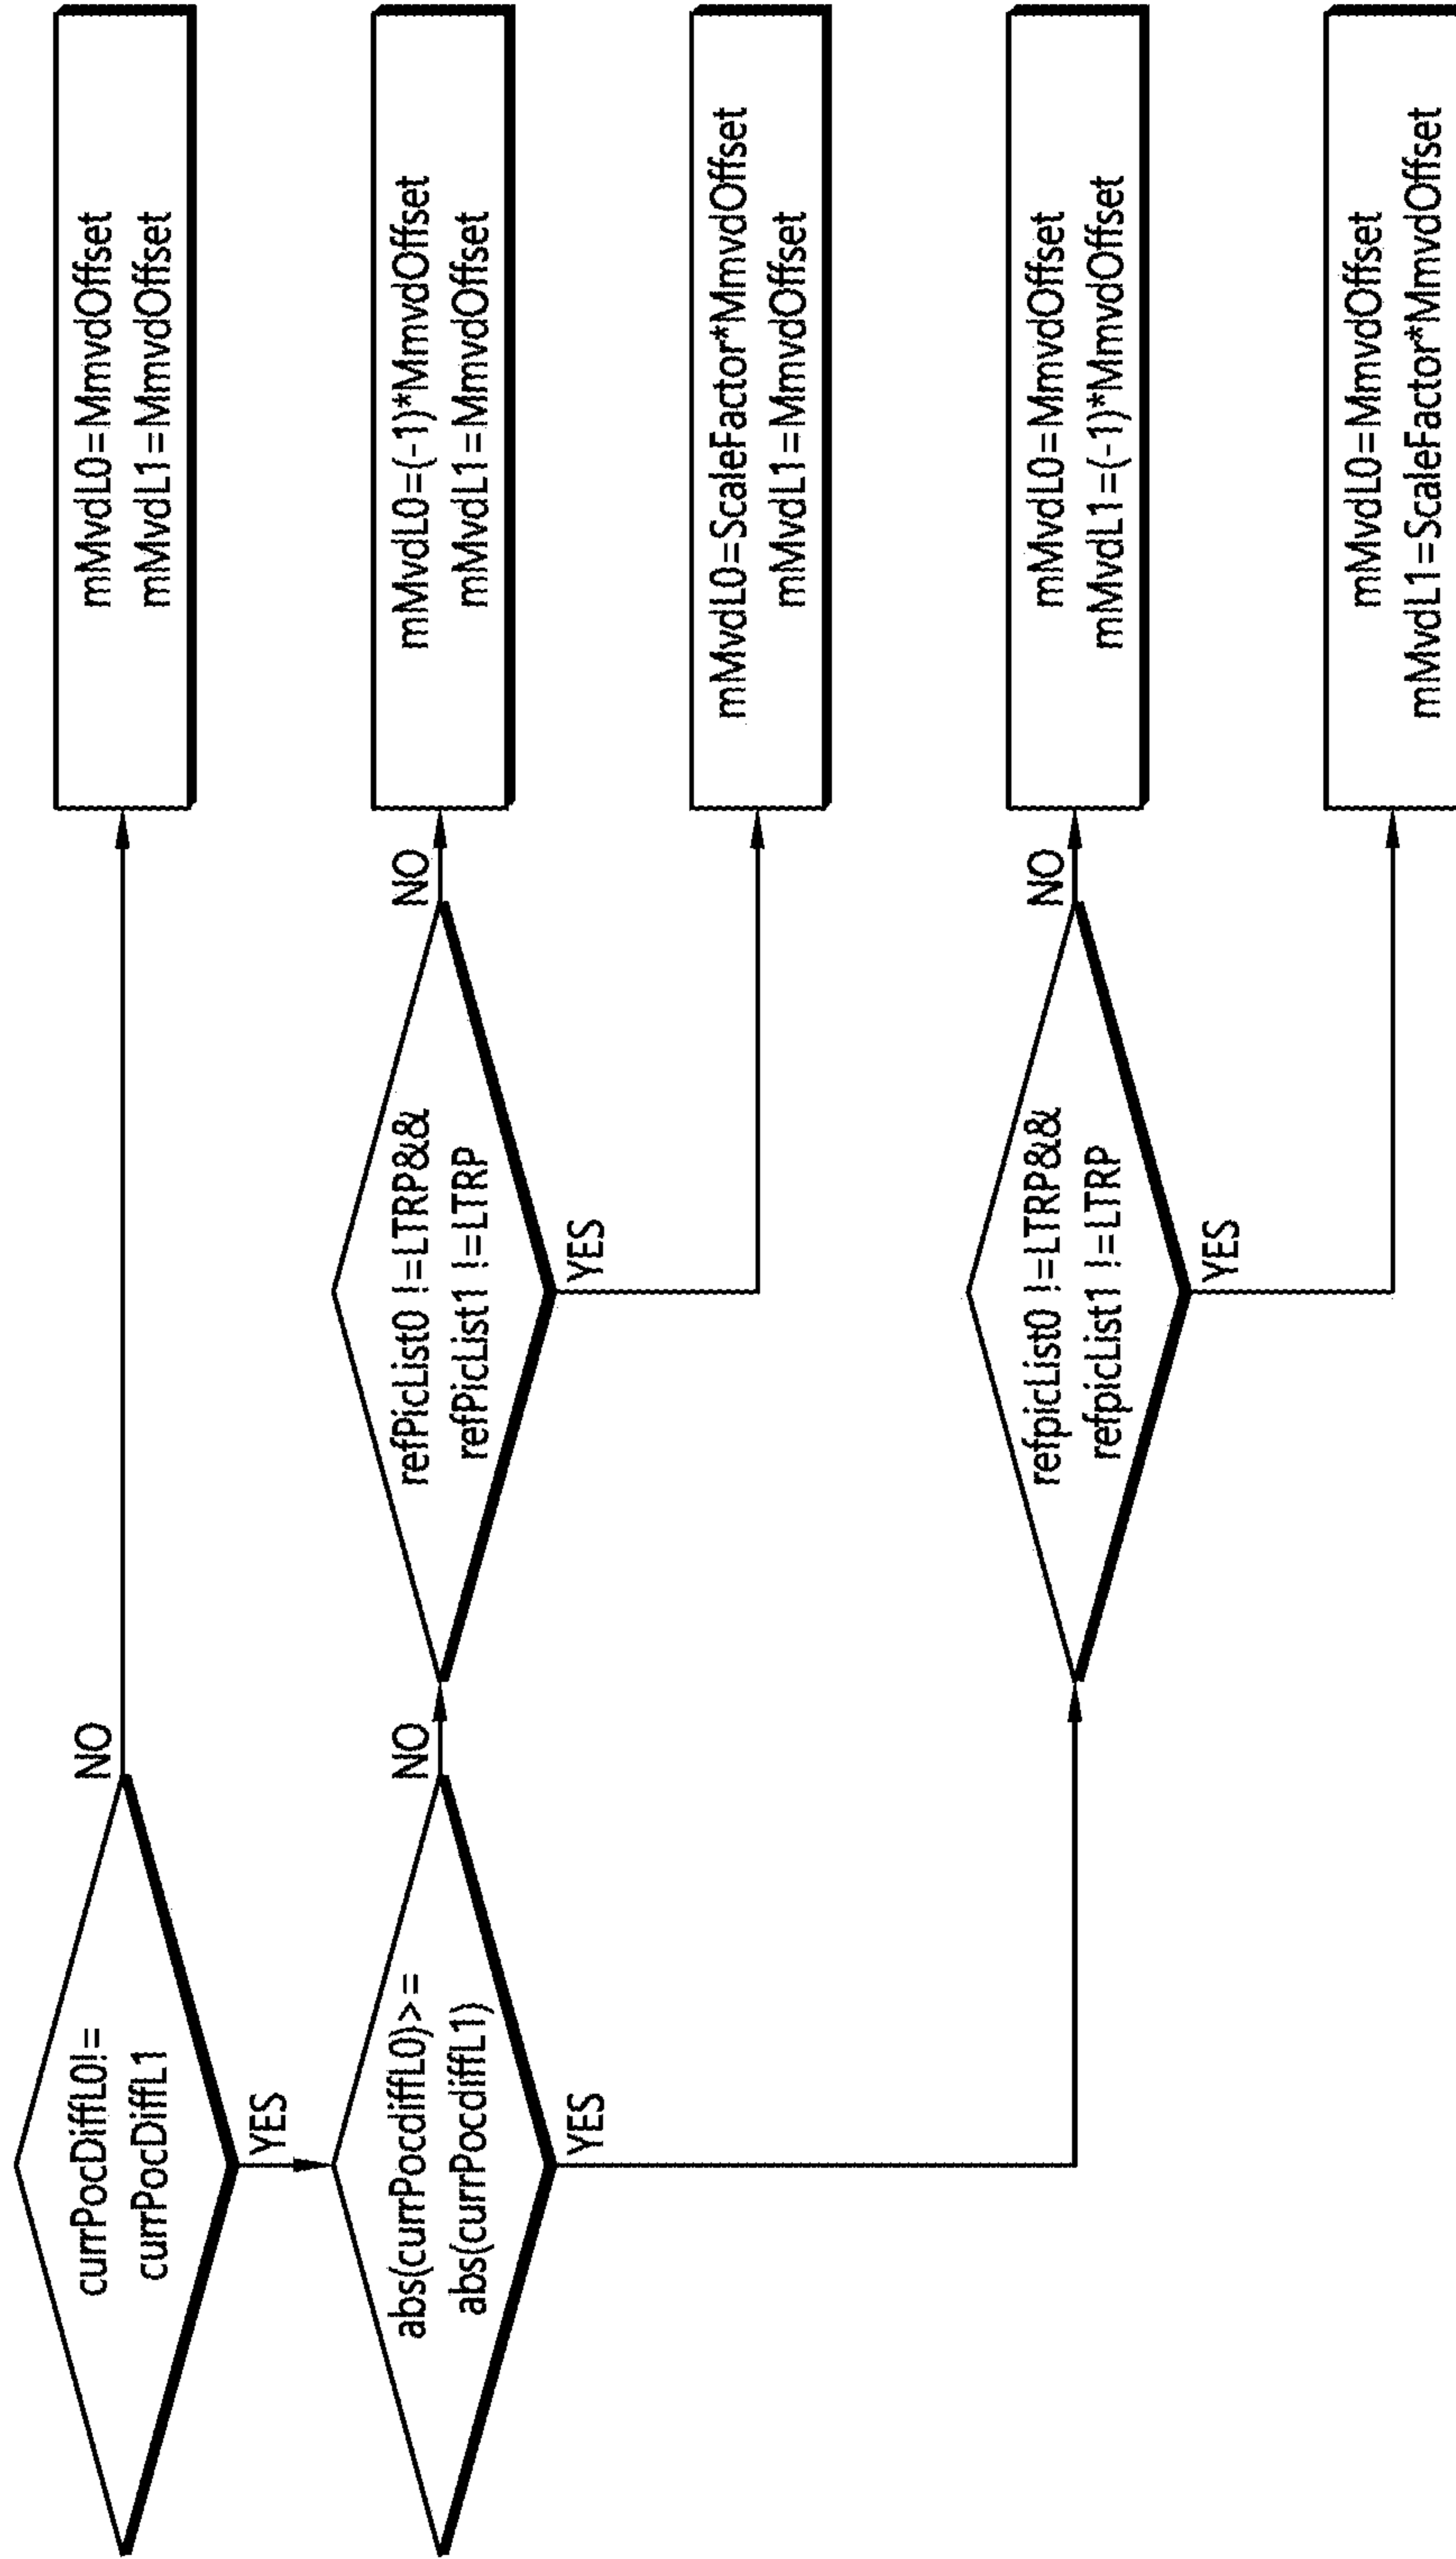 currPocDiffL0!=
currPocDiffL1
NO
YES
mMvdL0=MmvdOffset
mMvdL1=MmvdOffset
abs(currPocdiffL0)>=
abs(currPocdiffL1)
NO
YES
refPicList0 !=LTRP&&
refPicList1 !=LTRP
NO
YES
mMvdL0=(-1)*MmvdOffset
mMvdL1=MmvdOffset
mMvdL0=ScaleFactor*MmvdOffset
mMvdL1=MmvdOffset
refpicList0 !=LTRP&&
refpicList1 !=LTRP
NO
YES
mMvdL0=MmvdOffset
mMvdL1=(-1)*MmvdOffset
mMvdL0=MmvdOffset
mMvdL1=ScaleFactor*MmvdOffset